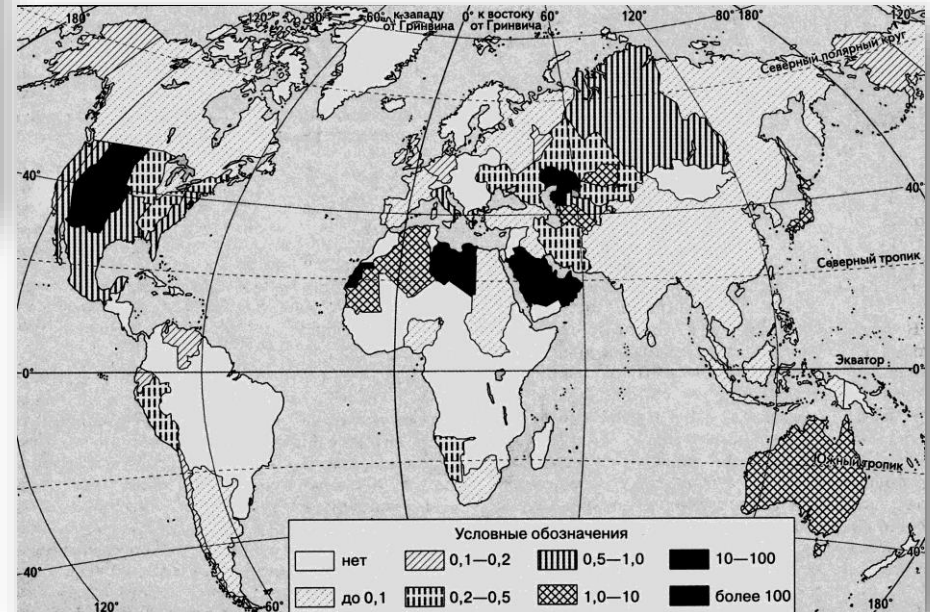 180° 120° 80° 60° к западу 0° к востоку 60° 120° 80° 180° 120°
от Гринвича от Гринвича
Северный полярный круг
40° 40°
Северный тропик
Экватор
0° 0°
Южный тропик
Условные обозначения
нет 0,1—0,2 0,5—1,0 10—100
до 0,1 0,2—0,5 1,0—10 более 100
40° 40°
120° 60° 180°